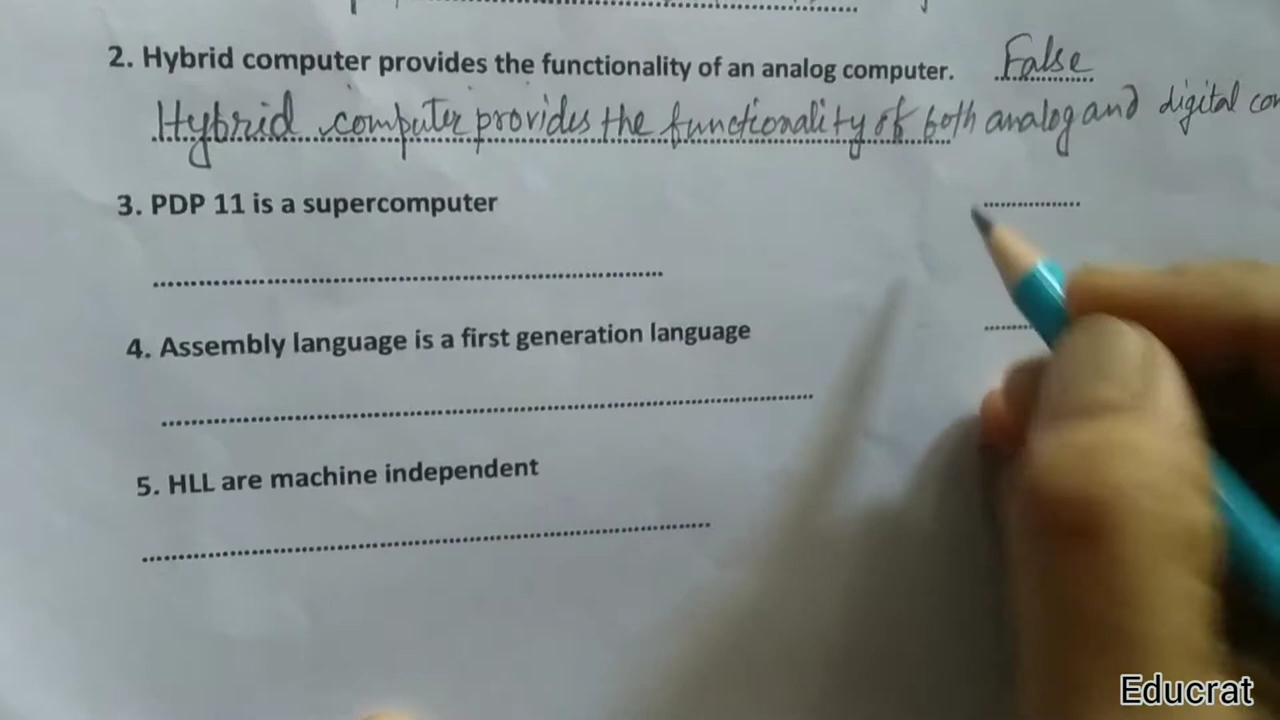 2. Hybrid computer provides the functionality of an analog computer. False
Hybrid computer provides the functionality of both analog and digital
3. PDP 11 is a supercomputer
4. Assembly language is a first generation language
5. HLL are machine independent
Educrat